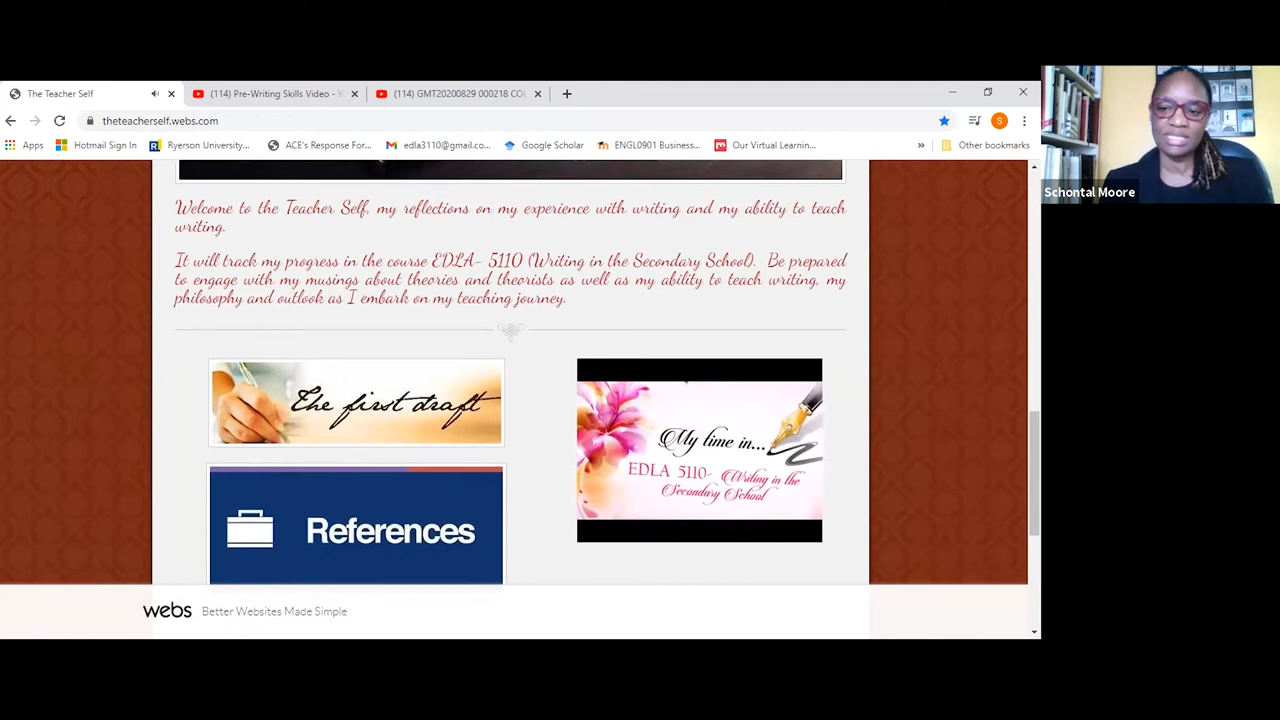 The Teacher Self
(114) Pre-Writing Skills Video - Y
(114) GMT20200829 000218 COU
theteacherself.webs.com
S
Apps
Hotmail Sign In
Ryerson University...
ACE's Response For...
edla3110@gmail.co...
Google Scholar
ENGL0901 Business...
Our Virtual Learnin...
»
Other bookmarks
Schontal Moore
Welcome to the Teacher Self, my reflections on my experience with writing and my ability to teach
writing.
It will track my progress in the course EDLA- 5110 (Writing in the Secondary School). Be prepared
to engage with my musings about theories and theorists as well as my ability to teach writing, my
philosophy and outlook as I embark on my teaching journey.
The first draft
References
My time in...
EDLA 5110- Writing in the
Secondary School
webs Better Websites Made Simple